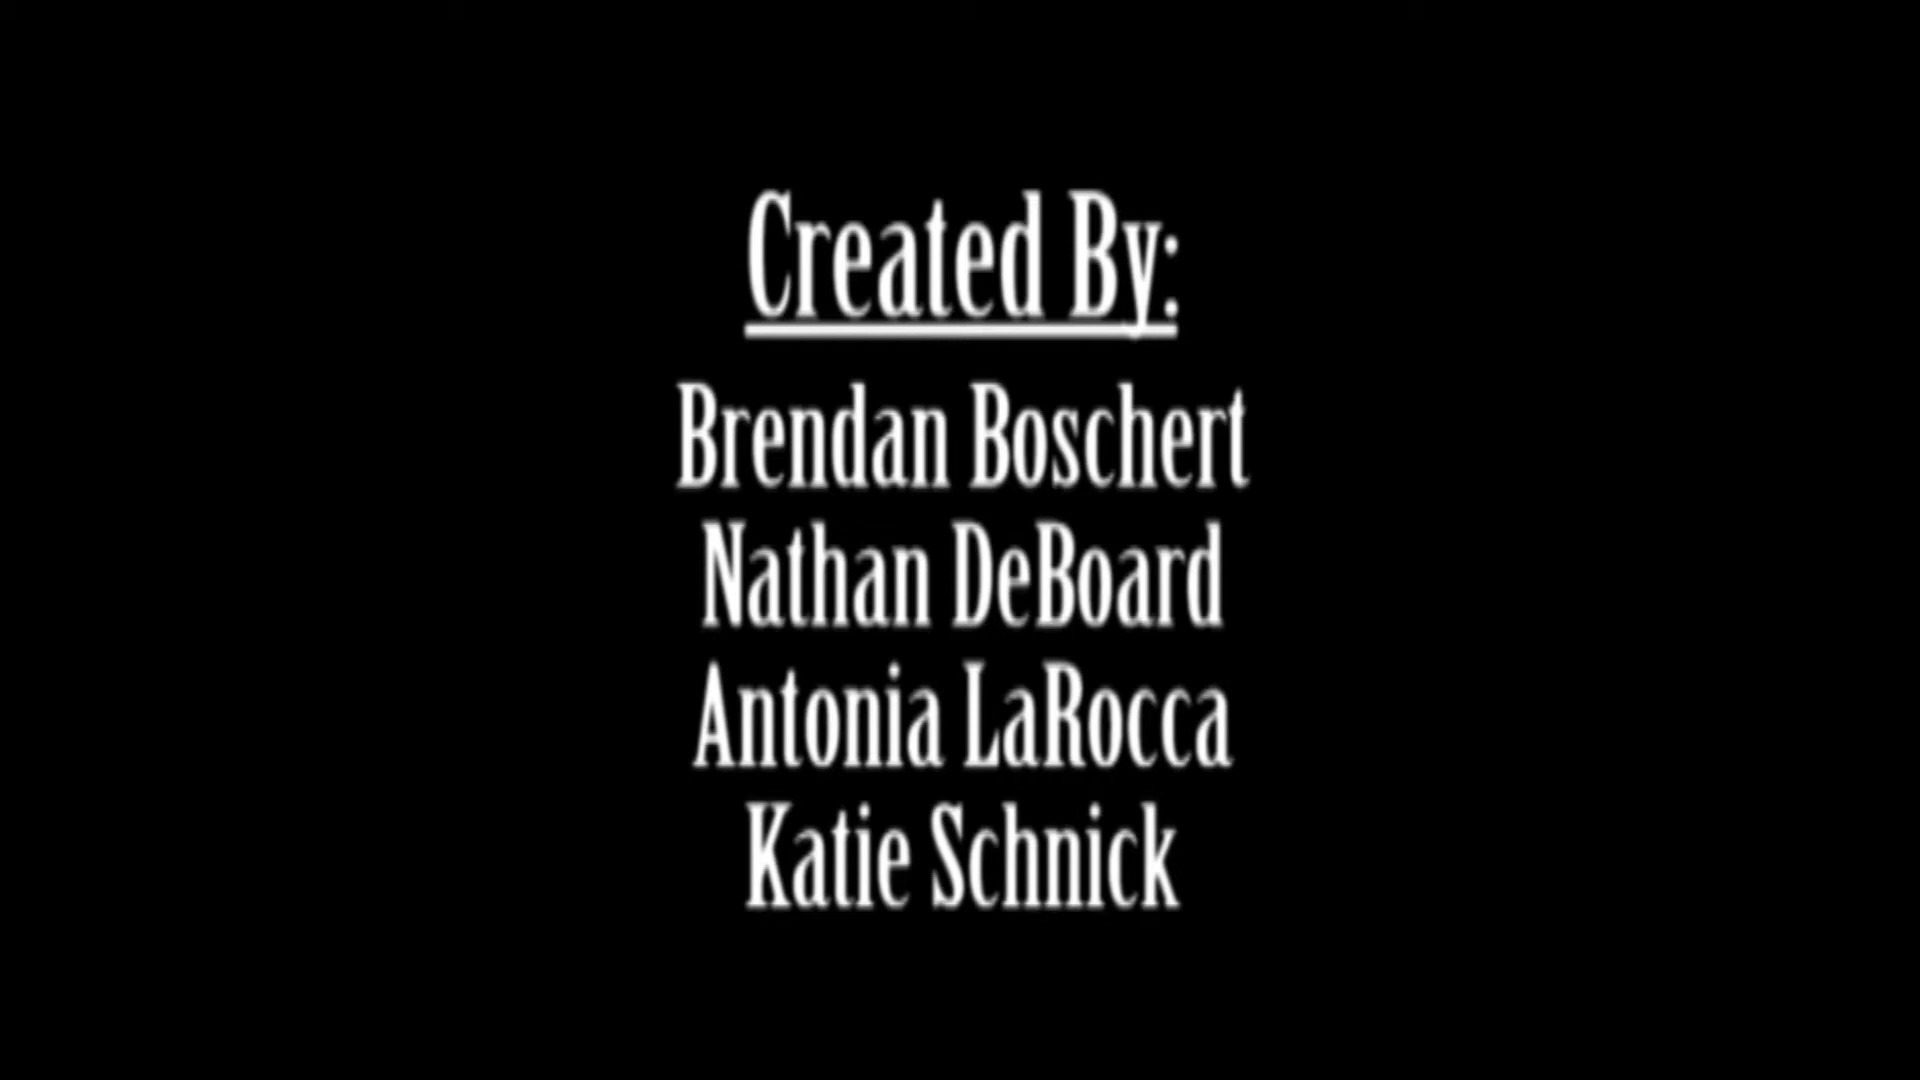 Created By:
Brendan Boschert
Nathan DeBoard
Antonia LaRocca
Katie Schnick